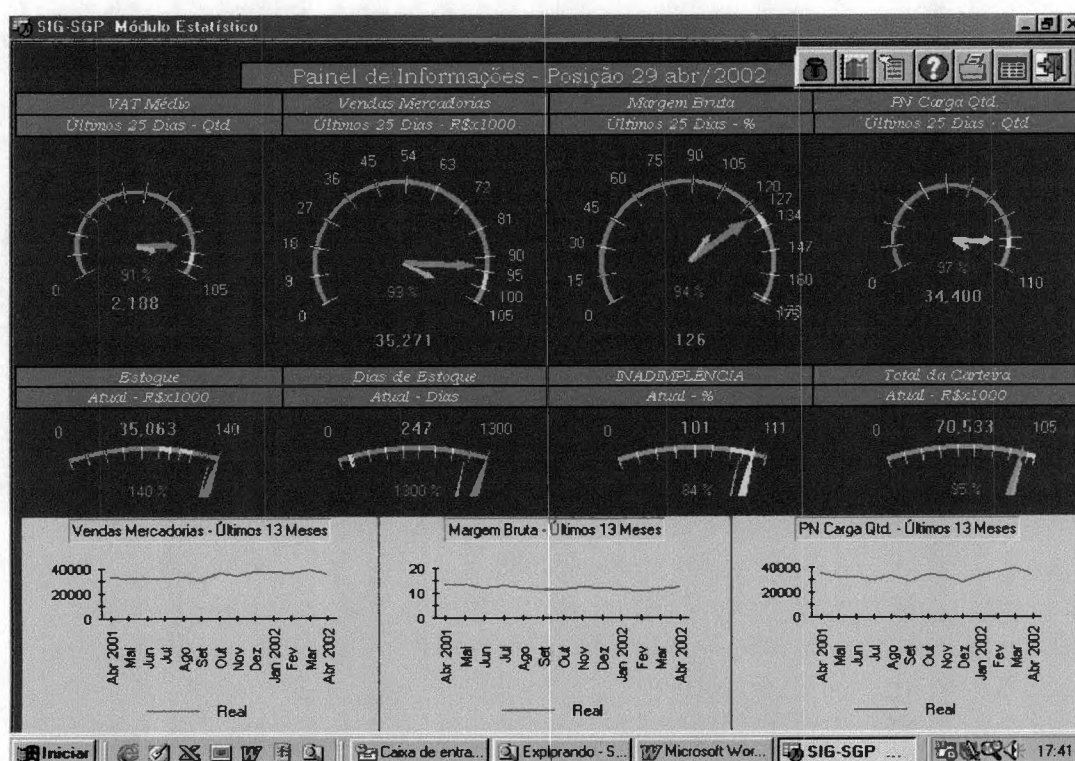 SIG-SGP Módulo Estatístico
Painel de Informações - Posição 29 abr/2002
VAT Médio
Últimos 25 Dias - Qtd
0
91 %
105
2,188
Vendas Mercadorias
Últimos 25 Dias - R$x1000
0
9
18
27
36
45
54
63
72
81
90
95
100
105
93 %
35,271
Margem Bruta
Últimos 25 Dias - %
0
15
30
45
60
75
90
105
120
127
134
147
160
175
94 %
126
PN Carga Qtd.
Últimos 25 Dias - Qtd
0
97 %
110
34,400
Estoque
Atual - R$x1000
0 35,063 140
140 %
Dias de Estoque
Atual - Dias
0 247 1300
1300 %
INADIMPLÊNCIA
Atual - %
0 101 111
84 %
Total da Carteira
Atual - R$x1000
0 70,533 105
95 %
Vendas Mercadorias - Últimos 13 Meses
40000
20000
0
Abr 2001 Mai Jun Jul Ago Set Out Nov Dez Jan 2002 Fev Mar Abr 2002
Real
Margem Bruta - Últimos 13 Meses
20
10
0
Abr 2001 Mai Jun Jul Ago Set Out Nov Dez Jan 2002 Fev Mar Abr 2002
Real
PN Carga Qtd. - Últimos 13 Meses
40000
20000
0
Abr 2001 Mai Jun Jul Ago Set Out Nov Dez Jan 2002 Fev Mar Abr 2002
Real
Iniciar Caixa de entra... Explorando - S... Microsoft Wor... SIG-SGP ... 17:41